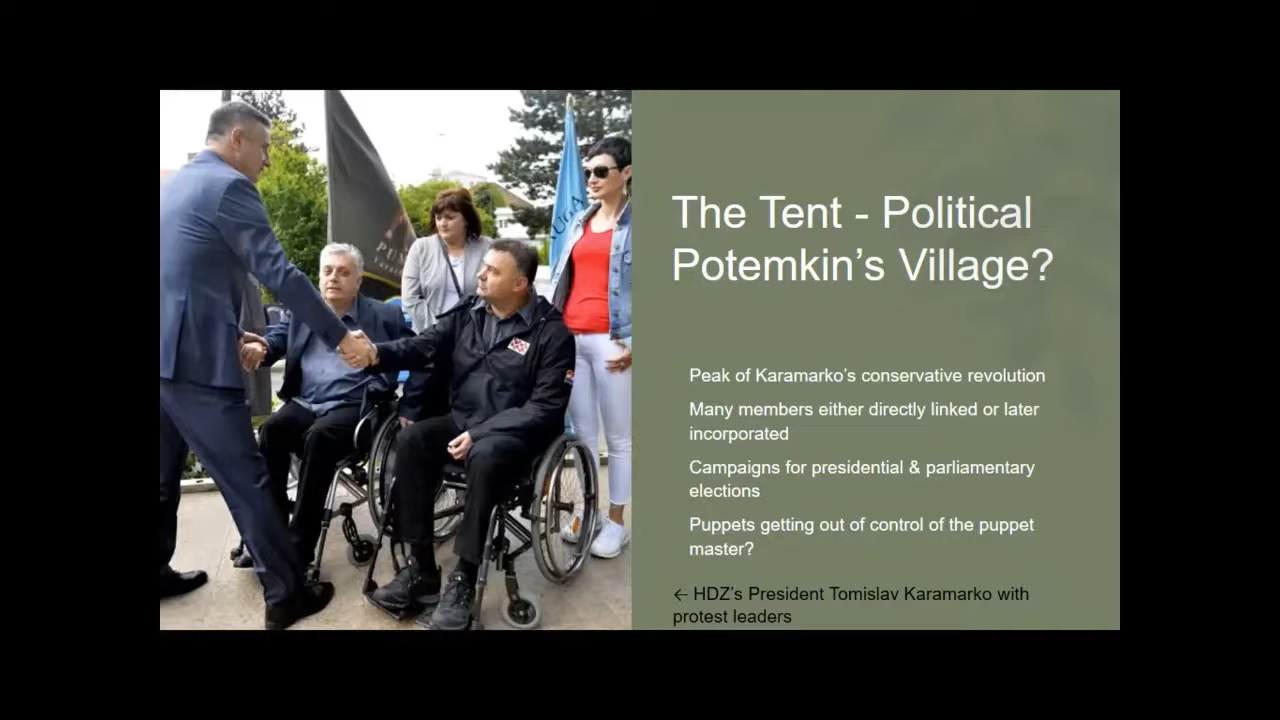 The Tent - Political
Potemkin’s Village?
Peak of Karamarko’s conservative revolution
Many members either directly linked or later
incorporated
Campaigns for presidential & parliamentary
elections
Puppets getting out of control of the puppet
master?
← HDZ’s President Tomislav Karamarko with
protest leaders